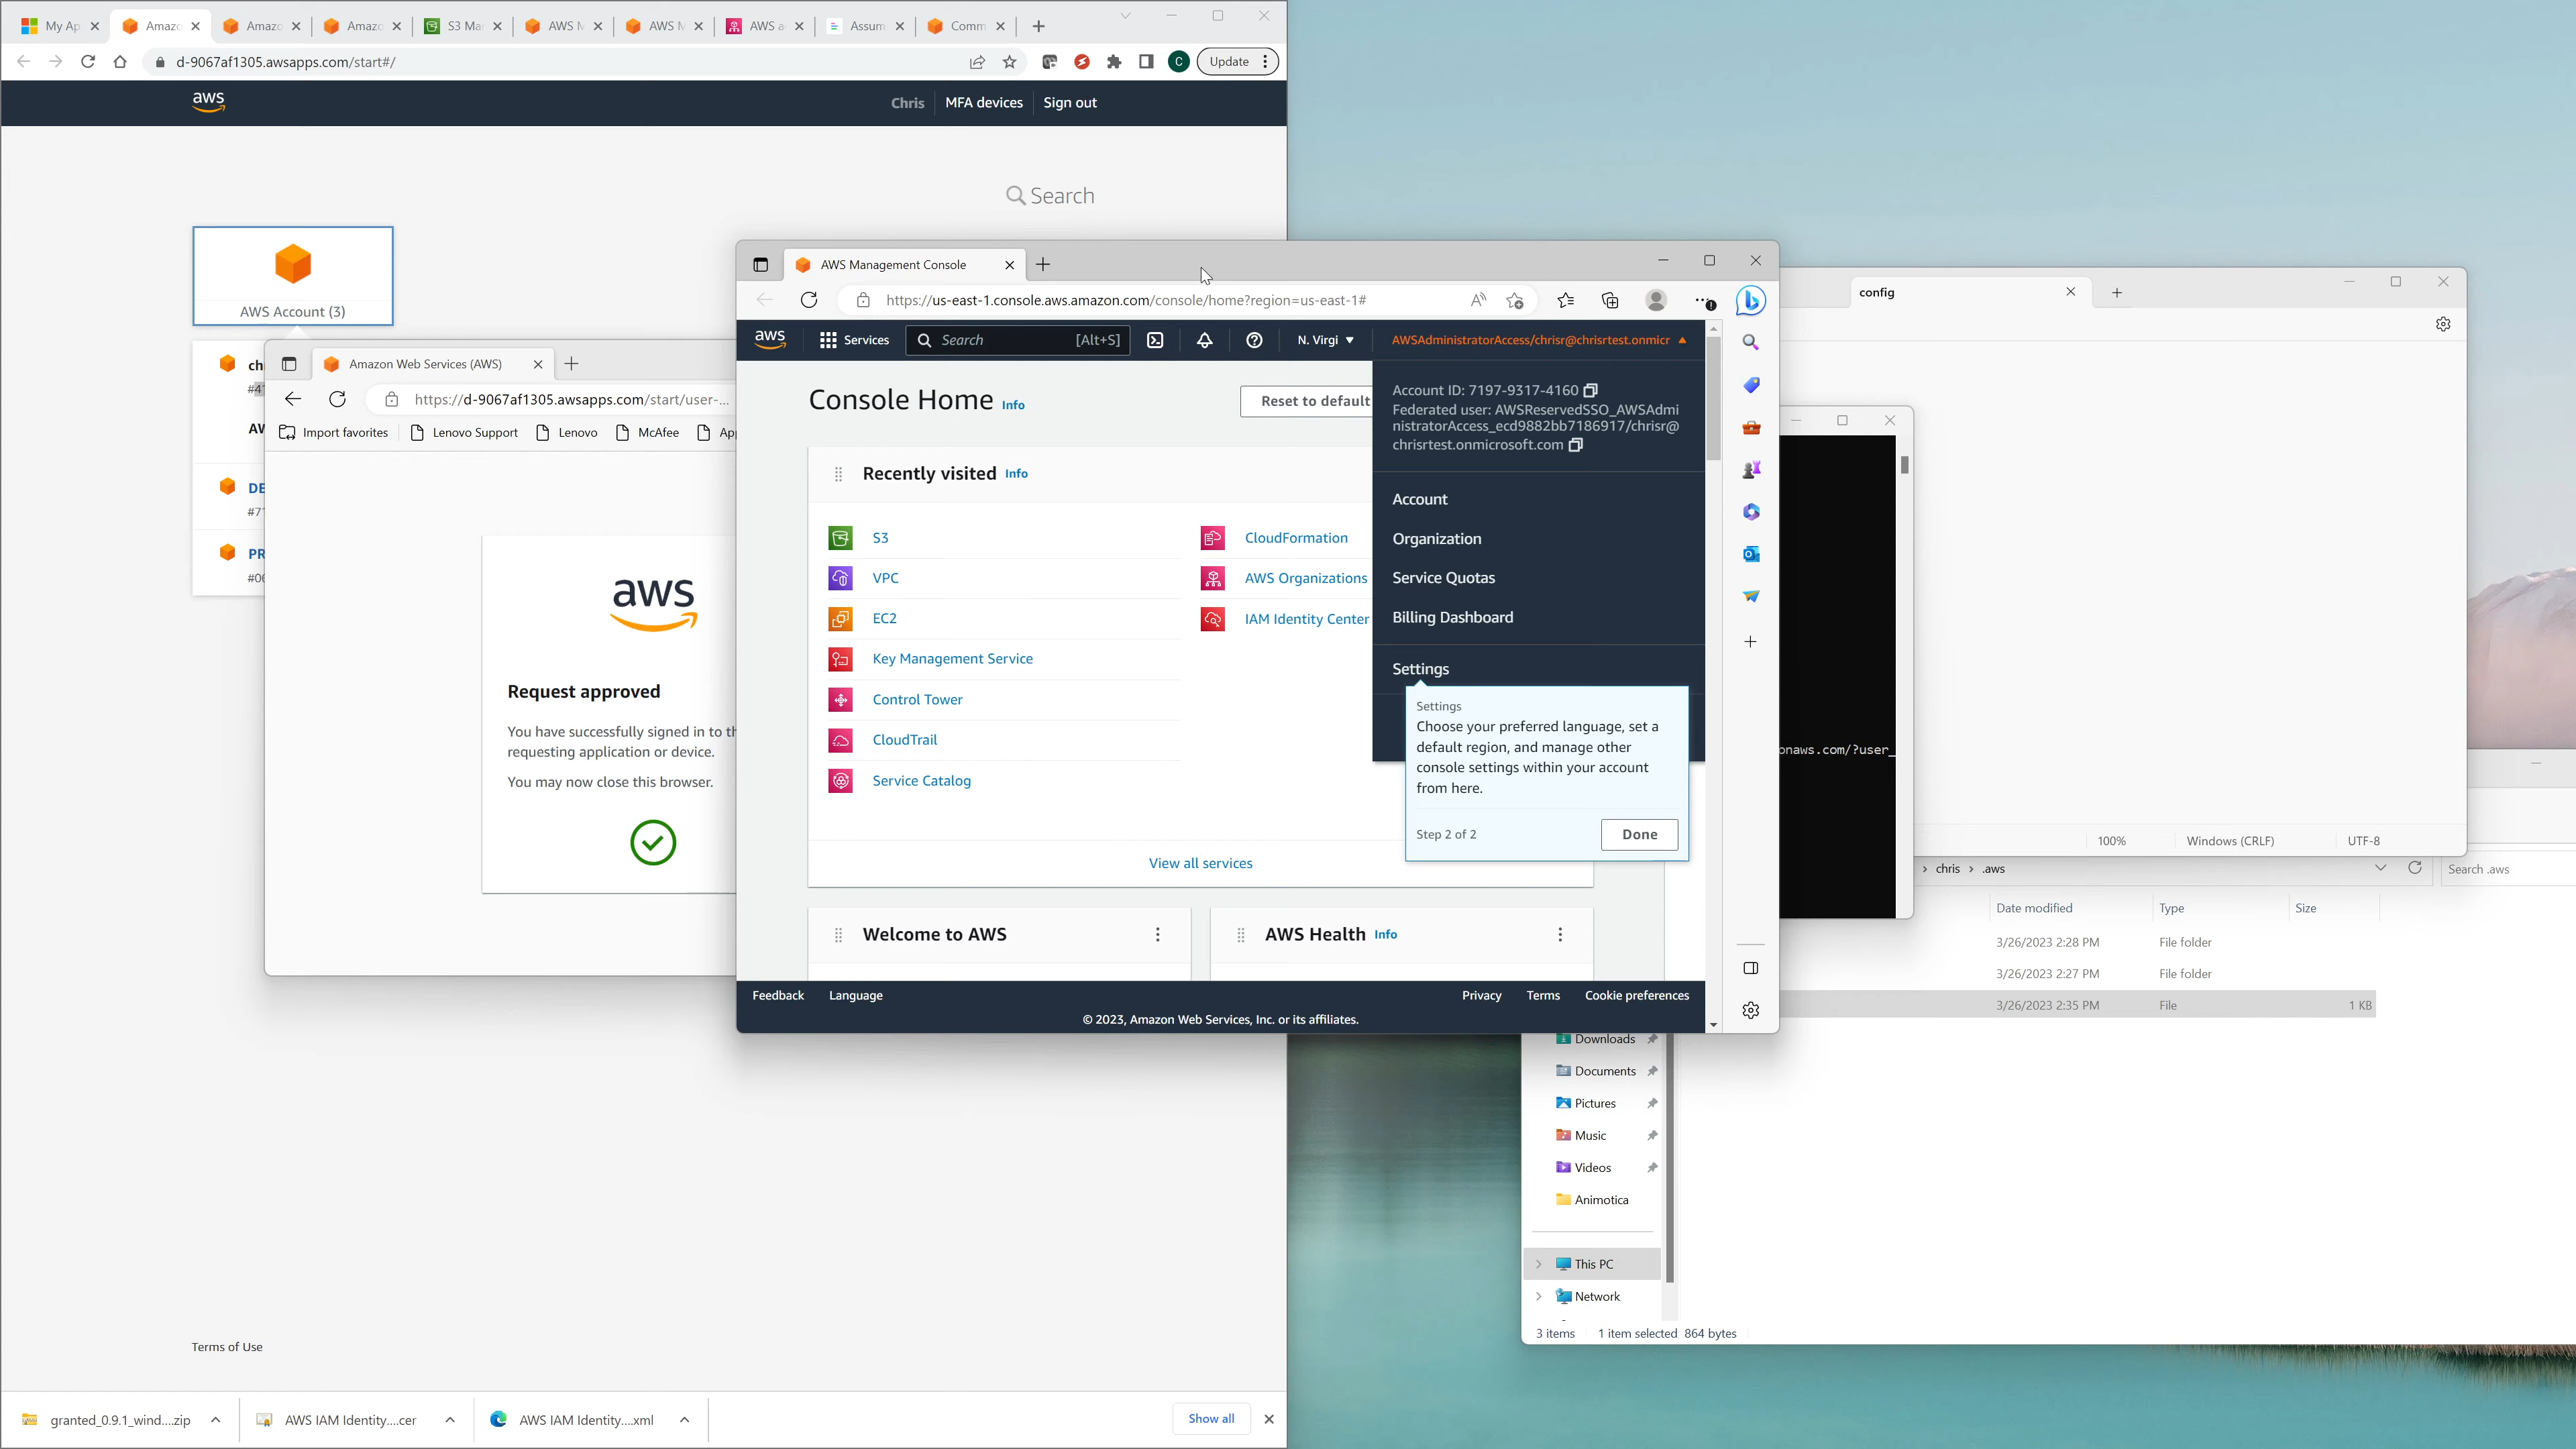 My Ap
Amazo
Amazo
Amazo
S3 Ma
AWS M
AWS M
AWS a
Assum
Comm
d-9067af1305.awsapps.com/start#/
C
Update
aws
Chris
MFA devices
Sign out
Search
AWS Account (3)
ch
DE
PR
Amazon Web Services (AWS)
https://d-9067af1305.awsapps.com/start/user-...
Import favorites
Lenovo Support
Lenovo
McAfee
aws
Request approved
You have successfully signed in to th
requesting application or device.
You may now close this browser.
Terms of Use
granted_0.9.1_wind....zip
AWS IAM Identity....cer
AWS IAM Identity....xml
Show all
AWS Management Console
https://us-east-1.console.aws.amazon.com/console/home?region=us-east-1#
aws
Services
Search
[Alt+S]
N. Virgi
AWSAdministratorAccess/chrisr@chrisrtest.onmicr
Console Home Info
Reset to default
Recently visited Info
S3
VPC
EC2
Key Management Service
Control Tower
CloudTrail
Service Catalog
CloudFormation
AWS Organizations
IAM Identity Center
View all services
Welcome to AWS
AWS Health Info
Account ID: 7197-9317-4160
Federated user: AWSReservedSSO_AWSAdmi
nistratorAccess_ecd9882bb7186917/chrisr@
chrisrtest.onmicrosoft.com
Account
Organization
Service Quotas
Billing Dashboard
Settings
Settings
Choose your preferred language, set a
default region, and manage other
console settings within your account
from here.
Step 2 of 2
Done
Feedback
Language
Privacy
Terms
Cookie preferences
© 2023, Amazon Web Services, Inc. or its affiliates.
config
onaws.com/?user_
100%
Windows (CRLF)
UTF-8
chris
.aws
Search .aws
Date modified
Type
Size
3/26/2023 2:28 PM
File folder
3/26/2023 2:27 PM
File folder
3/26/2023 2:35 PM
File
1 KB
Downloads
Documents
Pictures
Music
Videos
Animotica
This PC
Network
3 items
1 item selected 864 bytes